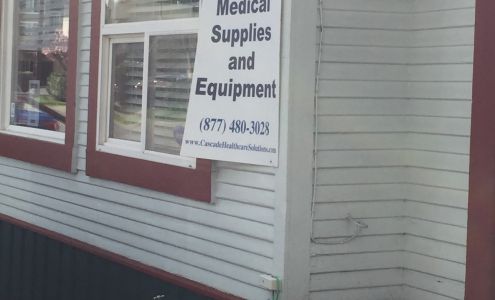 Medical
Supplies
and
Equipment
(877) 480-3028
www.CascadeHealthcareSolutions.com